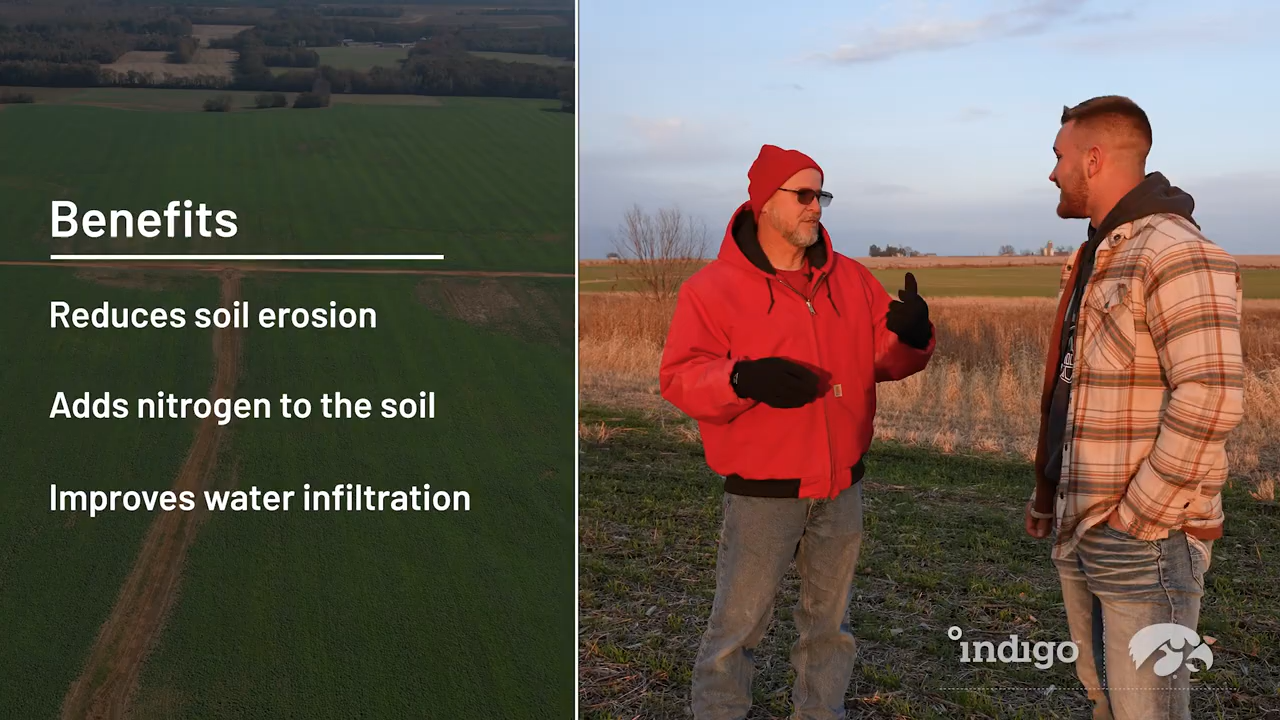 Benefits
Reduces soil erosion
Adds nitrogen to the soil
Improves water infiltration
indigo